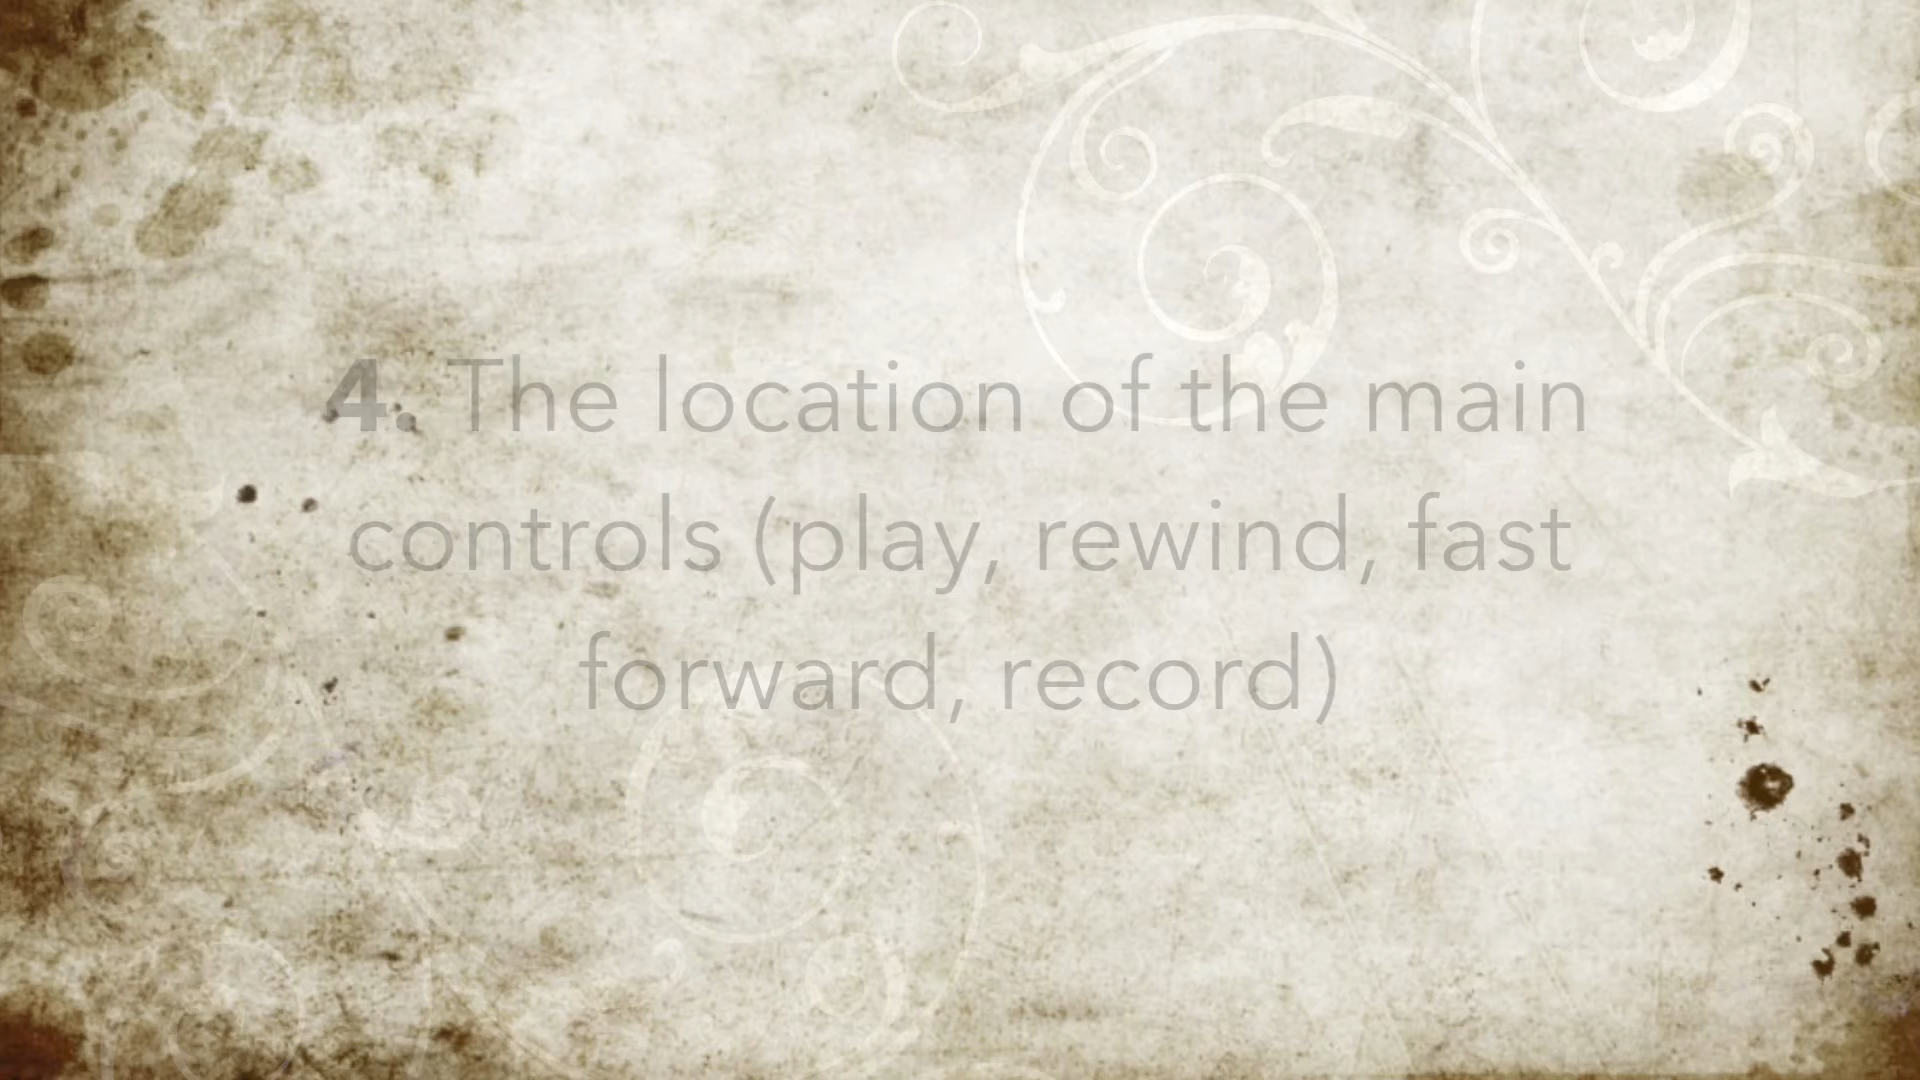 4. The location of the main
controls (play, rewind, fast
forward, record)